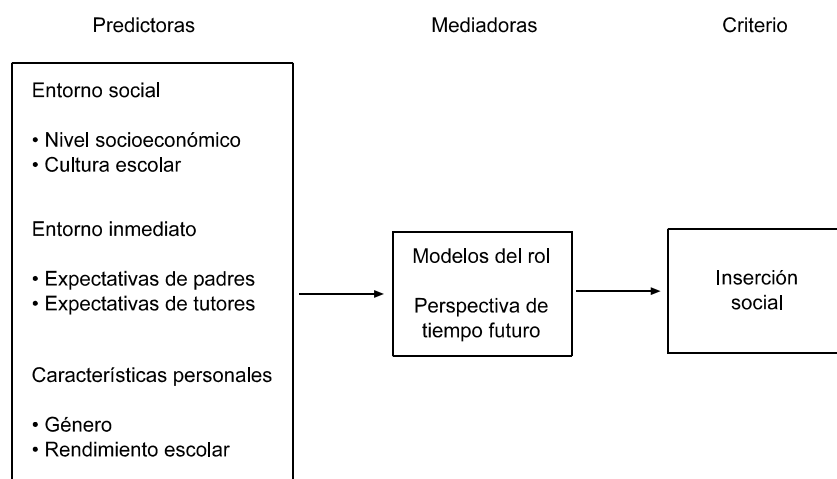 Predictoras
Mediadoras
Criterio
Entorno social
• Nivel socioeconómico
• Cultura escolar
Entorno inmediato
• Expectativas de padres
• Expectativas de tutores
Características personales
• Género
• Rendimiento escolar
Modelos del rol
Perspectiva de
tiempo futuro
Inserción
social